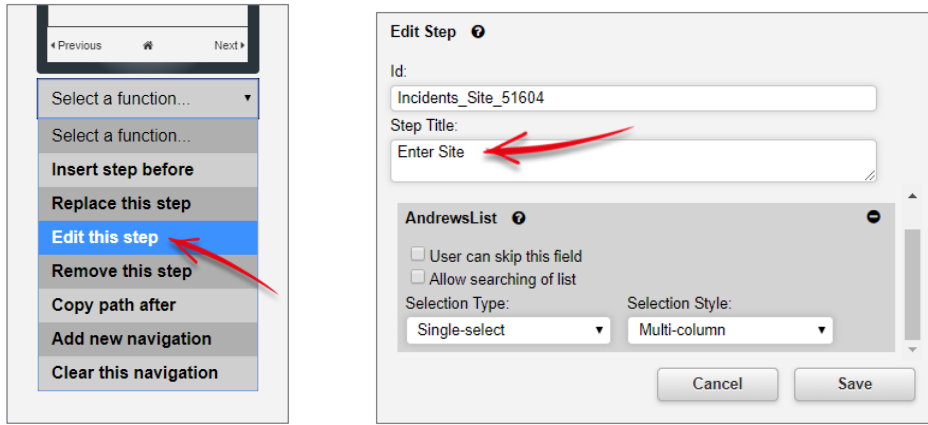 Previous Next
Select a function...
Select a function...
Insert step before
Replace this step
Edit this step
Remove this step
Copy path after
Add new navigation
Clear this navigation
Edit Step ?
Id:
Incidents_Site_51604
Step Title:
Enter Site
AndrewsList ?
User can skip this field
Allow searching of list
Selection Type: Selection Style:
Single-select Multi-column
Cancel Save